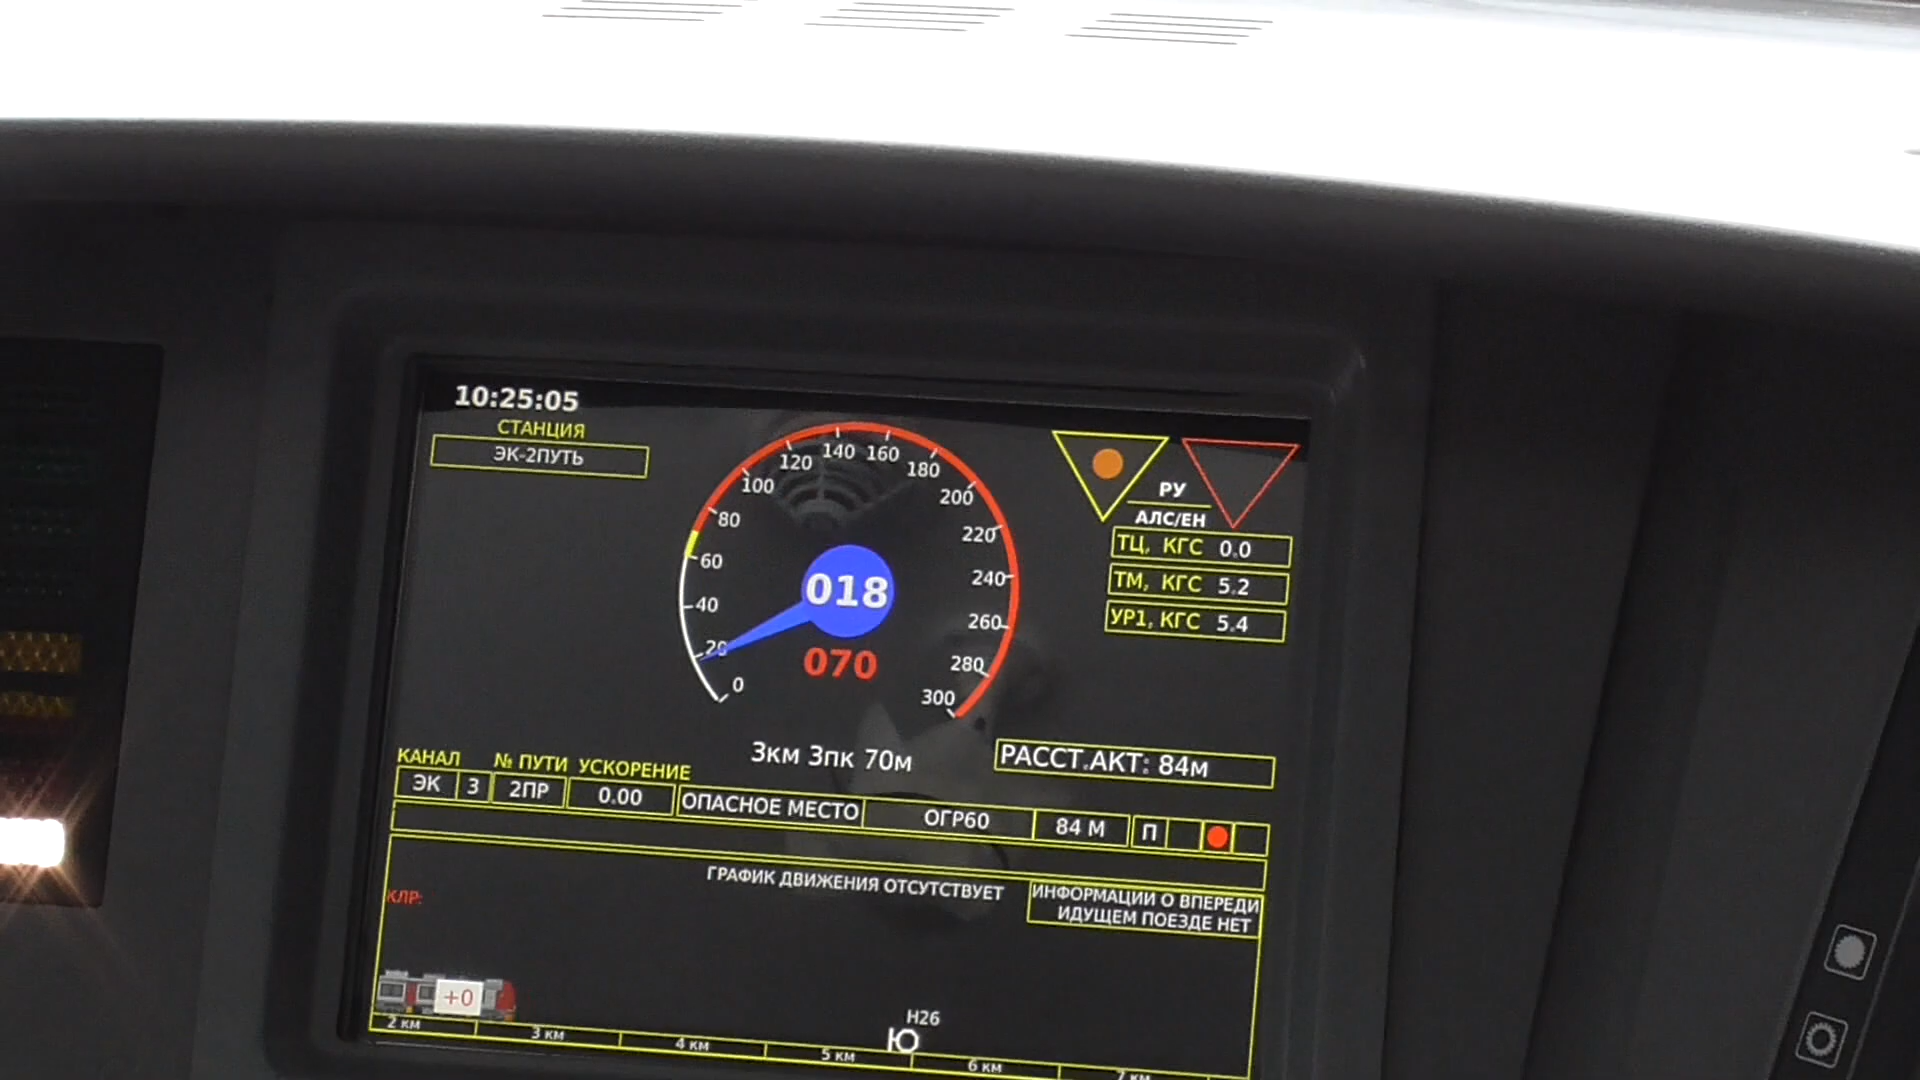 10:25:05
СТАНЦИЯ
ЭК-2ПУТЬ
0
20
40
60
80
100
120
140
160
180
200
220
240
260
280
300
018
070
РУ
АЛС/ЕН
ТЦ, КГС 0.0
ТМ, КГС 5.2
УР1, КГС 5.4
3км 3пк 70м
РАССТ.АКТ: 84м
КАНАЛ № ПУТИ УСКОРЕНИЕ
ЭК 3 2ПР 0.00 ОПАСНОЕ МЕСТО ОГР60 84 М П
ГРАФИК ДВИЖЕНИЯ ОТСУТСТВУЕТ
ИНФОРМАЦИИ О ВПЕРЕДИ
ИДУЩЕМ ПОЕЗДЕ НЕТ
КЛР:
+0
Н26
Ю
2 км 3 км 4 км 5 км 6 км 7 км